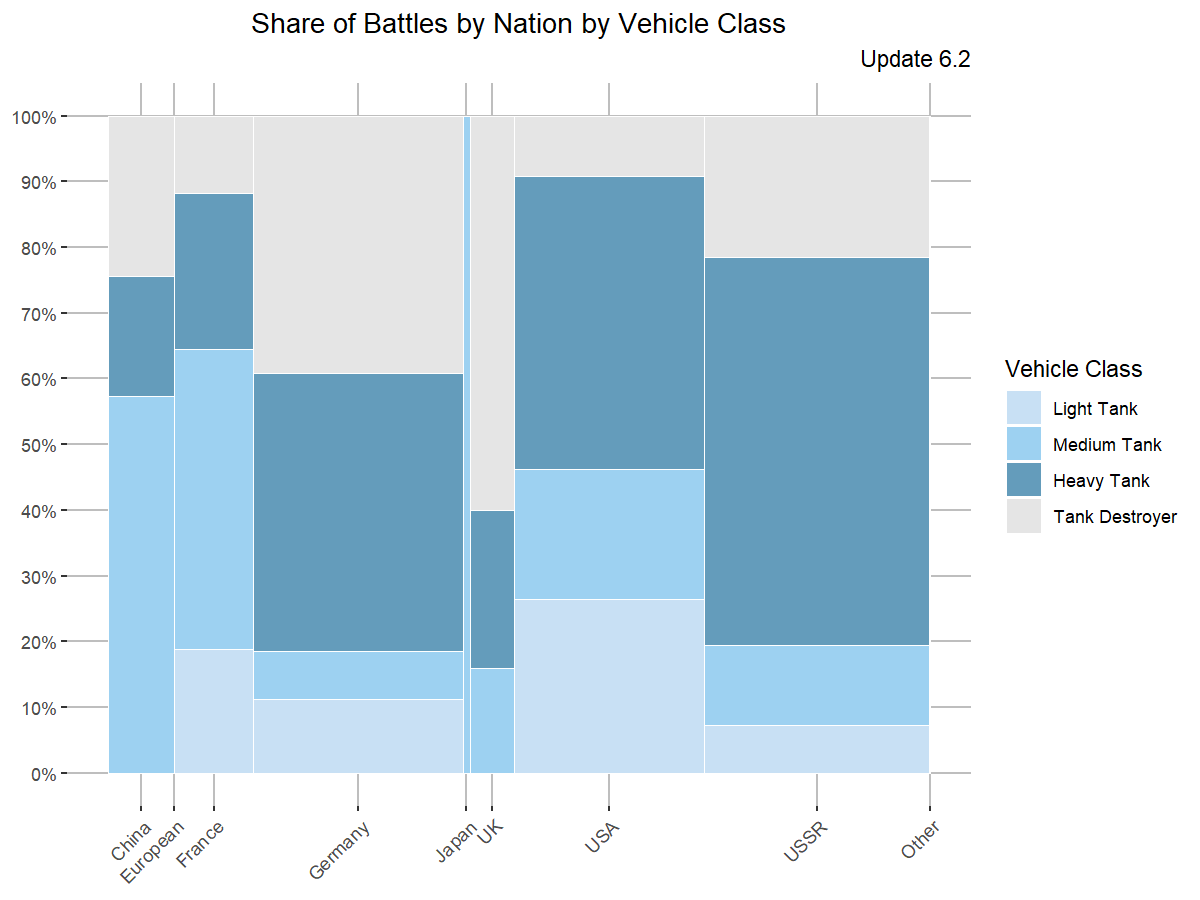 Share of Battles by Nation by Vehicle Class
Update 6.2
100%
90%
80%
70%
60%
50%
40%
30%
20%
10%
0%
China
European
France
Germany
Japan
UK
USA
USSR
Other
Vehicle Class
Light Tank
Medium Tank
Heavy Tank
Tank Destroyer